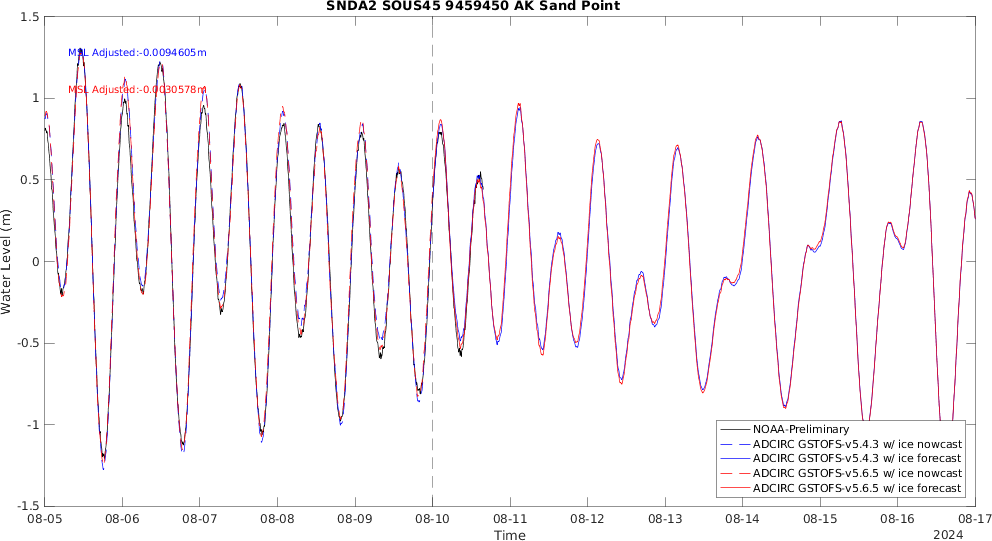 SNDA2 SOUS45 9459450 AK Sand Point
1.5
1
0.5
0
-0.5
-1
-1.5
Water Level (m)
MSL Adjusted:-0.0094605m
MSL Adjusted:-0.0030578m
NOAA-Preliminary
ADCIRC GSTOFS-v5.4.3 w/ ice nowcast
ADCIRC GSTOFS-v5.4.3 w/ ice forecast
ADCIRC GSTOFS-v5.6.5 w/ ice nowcast
ADCIRC GSTOFS-v5.6.5 w/ ice forecast
08-05 08-06 08-07 08-08 08-09 08-10 08-11 08-12 08-13 08-14 08-15 08-16 08-17
Time
2024